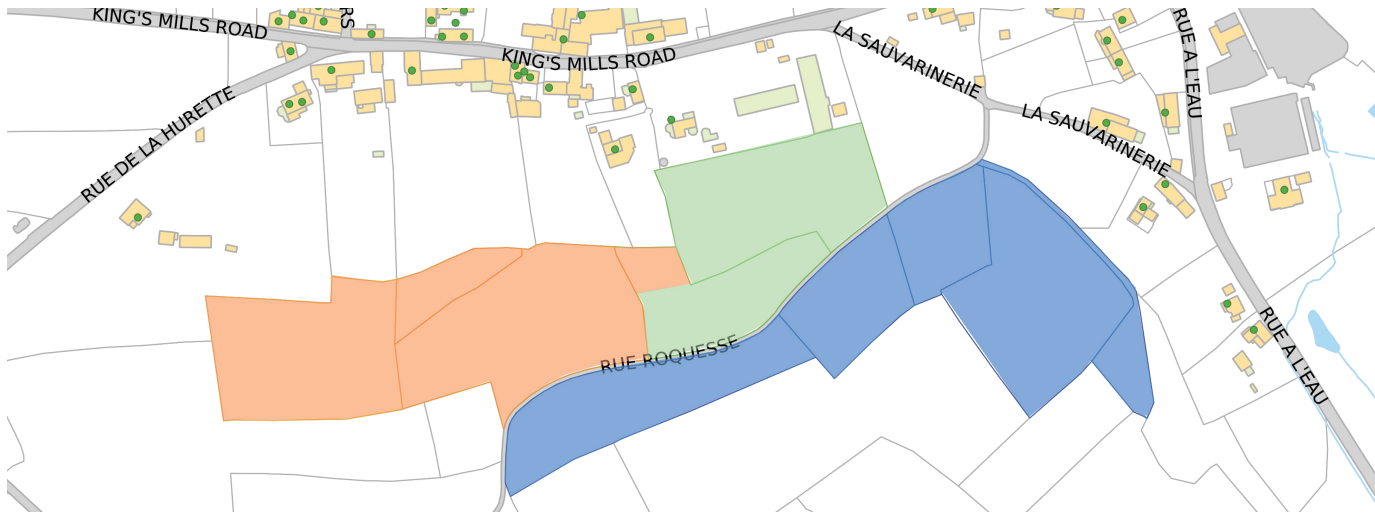 KING'S MILLS ROAD
RS
KING'S MILLS ROAD
LA SAUVARINERIE
RUE A L'EAU
RUE DE LA HURETTE
LA SAUVARINERIE
RUE ROQUESSE
RUE A L'EAU